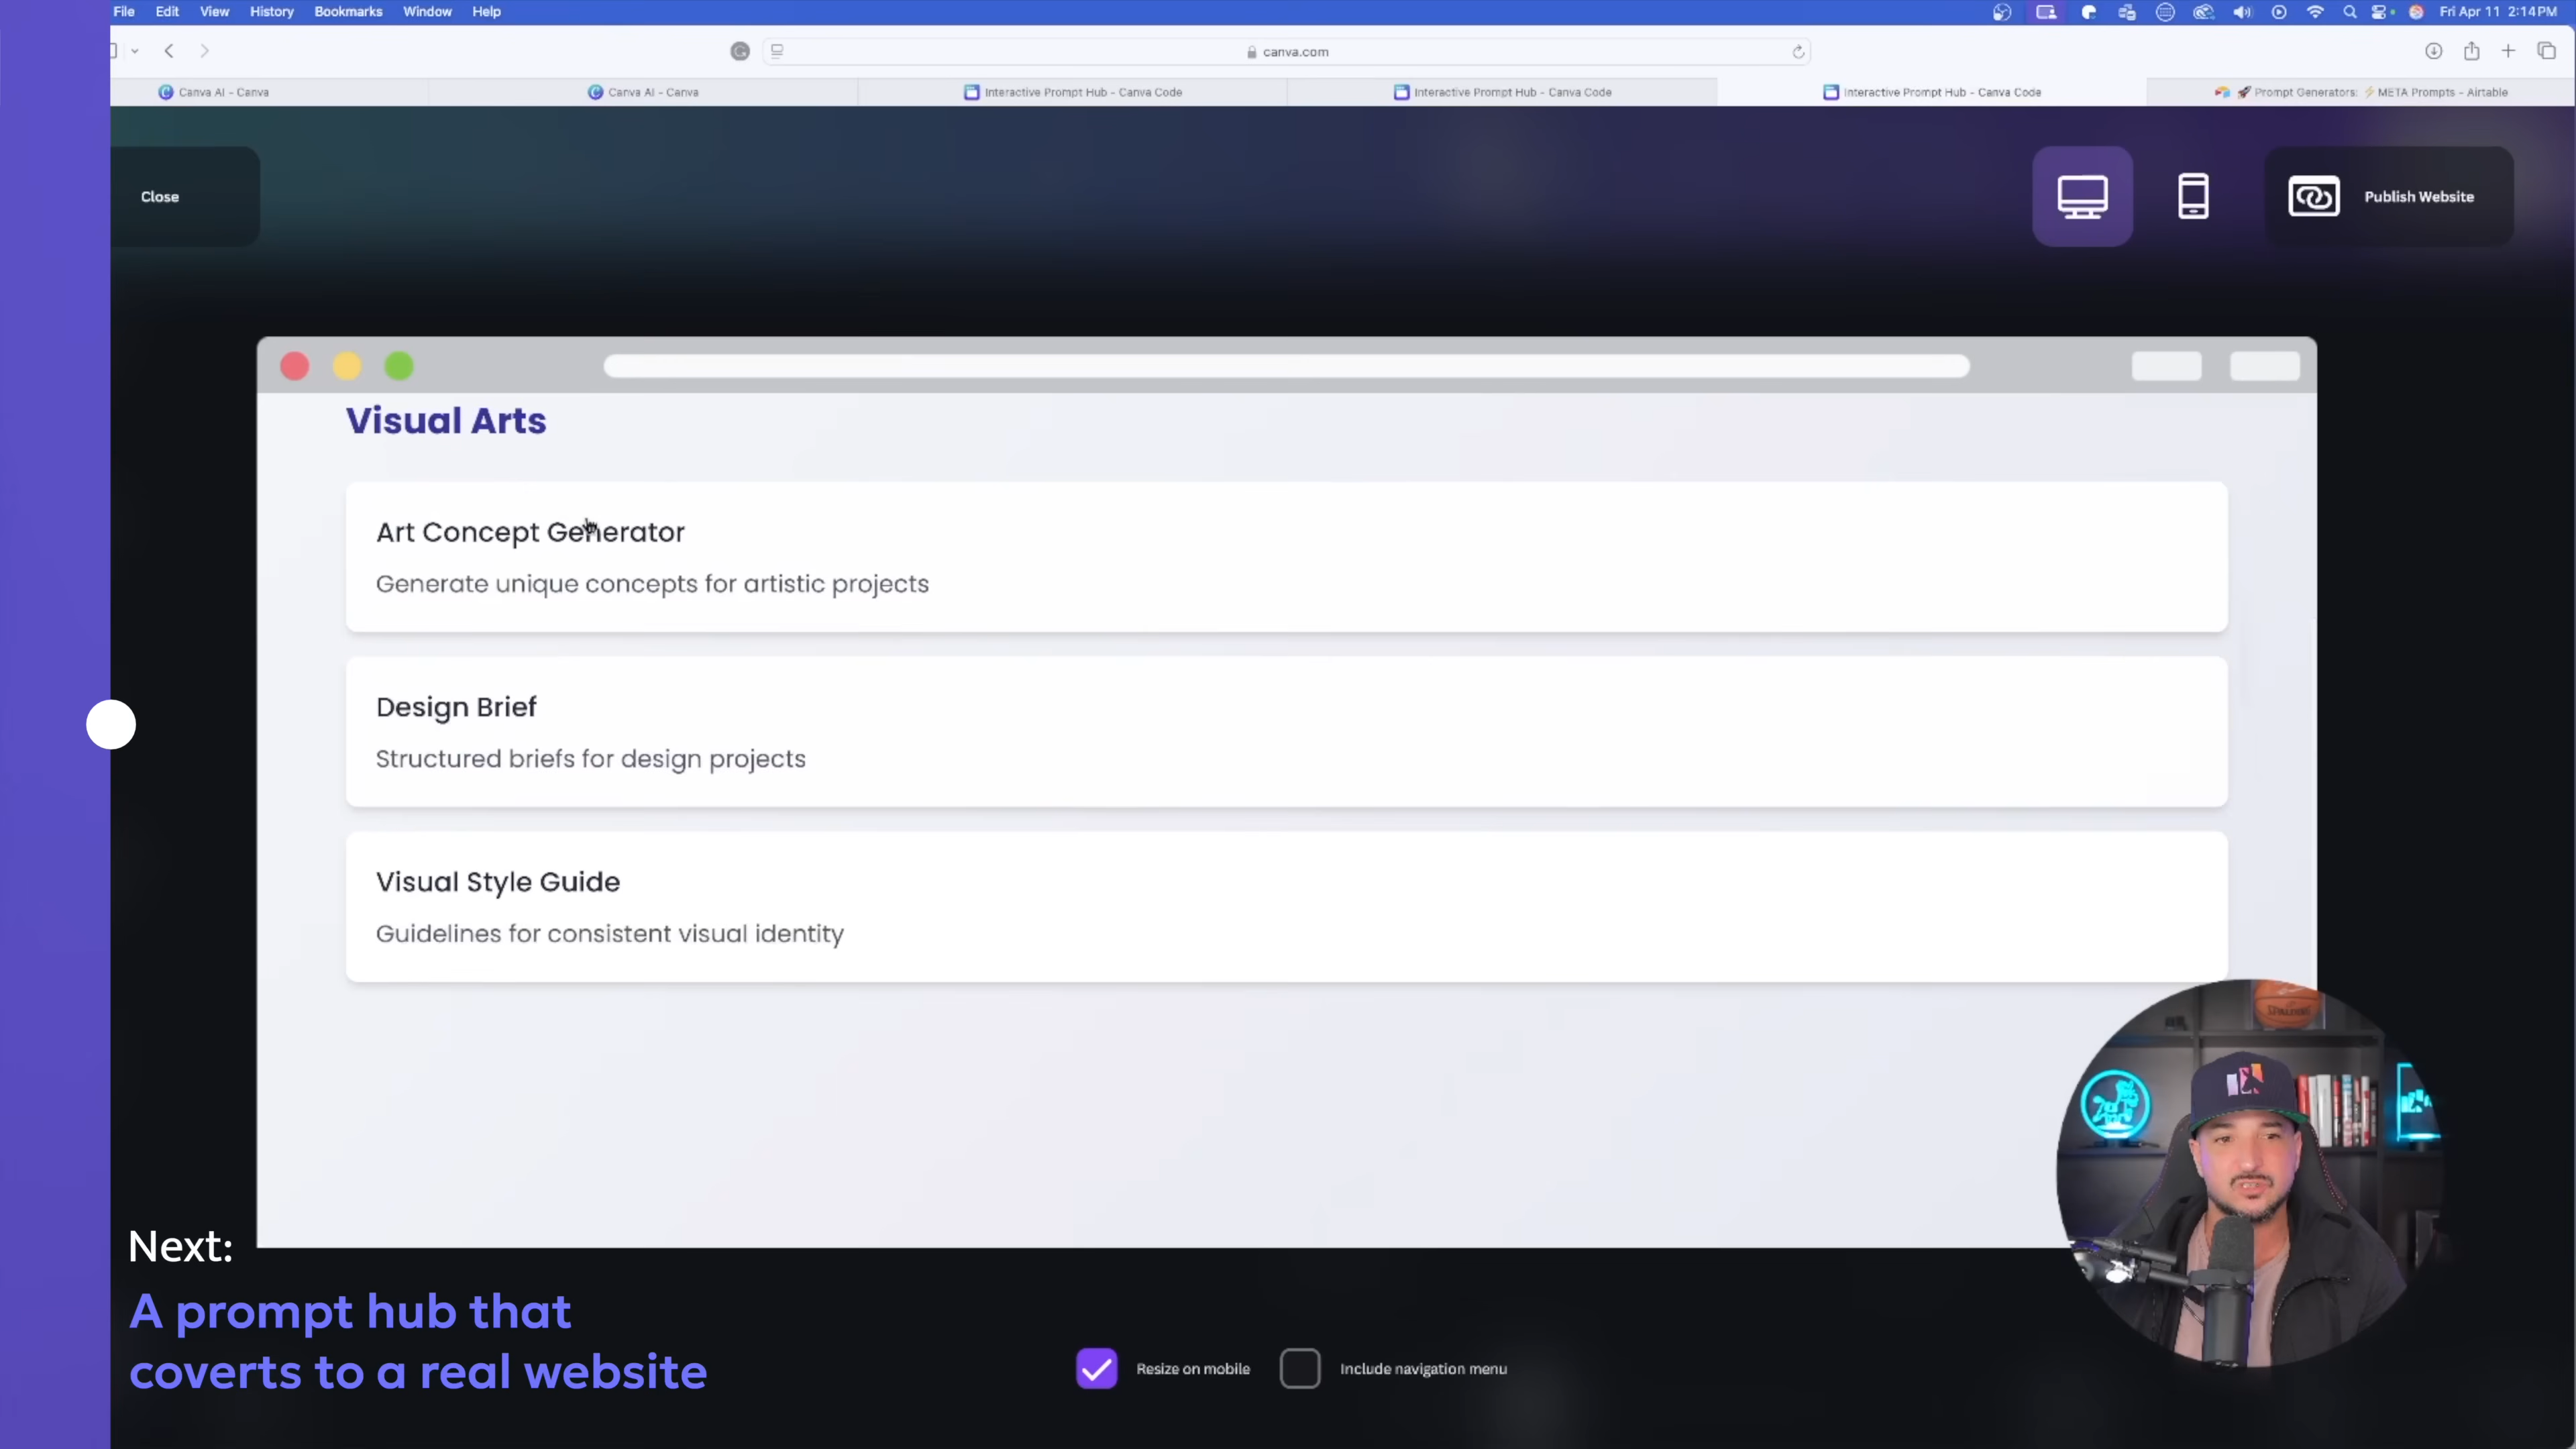 File Edit View History Bookmarks Window Help
Fri Apr 11 2:14 PM
canva.com
Canva AI - Canva
Canva AI - Canva
Interactive Prompt Hub - Canva Code
Interactive Prompt Hub - Canva Code
Interactive Prompt Hub - Canva Code
🚀 Prompt Generators: ⚡ META Prompts - Airtable
Close
Publish Website
Visual Arts
Art Concept Generator
Generate unique concepts for artistic projects
Design Brief
Structured briefs for design projects
Visual Style Guide
Guidelines for consistent visual identity
SPALDING
Next:
A prompt hub that
coverts to a real website
Resize on mobile
Include navigation menu